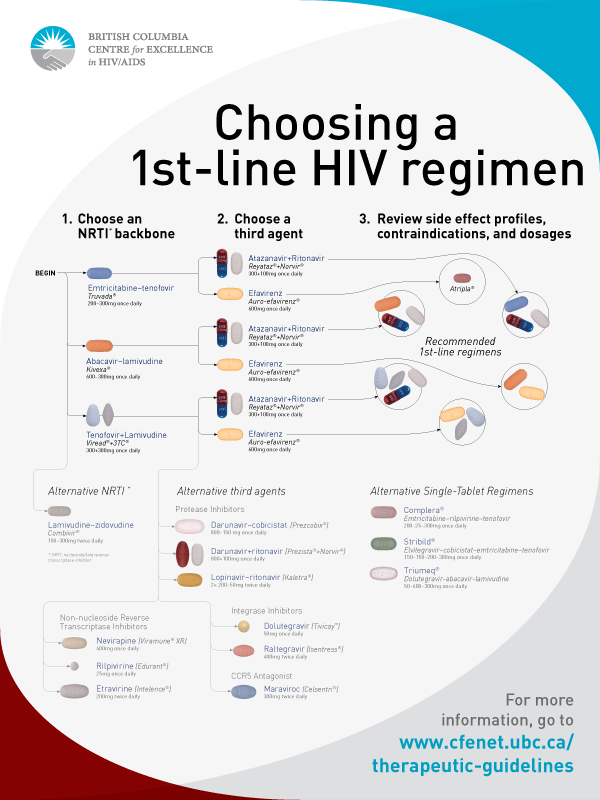 BRITISH COLUMBIA
CENTRE for EXCELLENCE
in HIV/AIDS
Choosing a
1st-line HIV regimen
1. Choose an
NRTI* backbone
2. Choose a
third agent
3. Review side effect profiles,
contraindications, and dosages
BEGIN
Emtricitabine–tenofovir
Truvada®
200–300mg once daily
Atazanavir+Ritonavir
Reyataz®+Norvir®
300+100mg once daily
Efavirenz
Auro-efavirenz®
600mg once daily
Atripla®
Abacavir–lamivudine
Kivexa®
600–300mg once daily
Atazanavir+Ritonavir
Reyataz®+Norvir®
300+100mg once daily
Efavirenz
Auro-efavirenz®
600mg once daily
Recommended
1st-line regimens
Tenofovir+Lamivudine
Viread®+3TC®
300+300mg once daily
Atazanavir+Ritonavir
Reyataz®+Norvir®
300+100mg once daily
Efavirenz
Auro-efavirenz®
600mg once daily
Alternative NRTI *
Lamivudine–zidovudine
Combivir®
150–300mg twice daily
* NRTI: nucleos(t)ide reverse
transcriptase inhibitor
Alternative third agents
Protease Inhibitors
Darunavir–cobicistat (Prezcobix®)
800–150 mg once daily
Darunavir+ritonavir (Prezista®+Norvir®)
800+100mg once daily
Lopinavir–ritonavir (Kaletra®)
2x 200–50mg twice daily
Alternative Single-Tablet Regimens
Complera®
Emtricitabine–rilpivirine–tenofovir
200–25–300mg once daily
Stribild®
Elvitegravir–cobicistat–emtricitabine–tenofovir
150–150–200–300mg once daily
Triumeq®
Dolutegravir–abacavir–lamivudine
50–600–300mg once daily
Non-nucleoside Reverse
Transcriptase Inhibitors
Nevirapine (Viramune® XR)
400mg once daily
Rilpivirine (Edurant®)
25mg once daily
Etravirine (Intelence®)
200mg twice daily
Integrase Inhibitors
Dolutegravir (Tivicay®)
50mg once daily
Raltegravir (Isentress®)
400mg twice daily
CCR5 Antagonist
Maraviroc (Celsentri®)
300mg twice daily
For more
information, go to
www.cfenet.ubc.ca/
therapeutic-guidelines